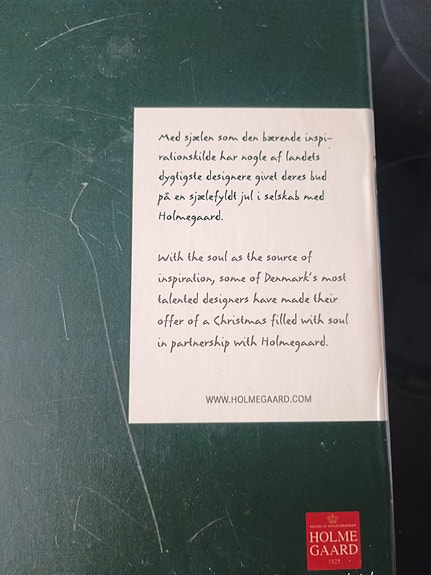 Med sjælen som den bærende inspi-
rationskilde har nogle af landets
dygtigste designere givet deres bud
på en sjælefyldt jul i selskab med
Holmegaard.
With the soul as the source of
inspiration, some of Denmark's most
talented designers have made their
offer of a Christmas filled with soul
in partnership with Holmegaard.
WWW.HOLMEGAARD.COM
HOLME
GAARD
1825